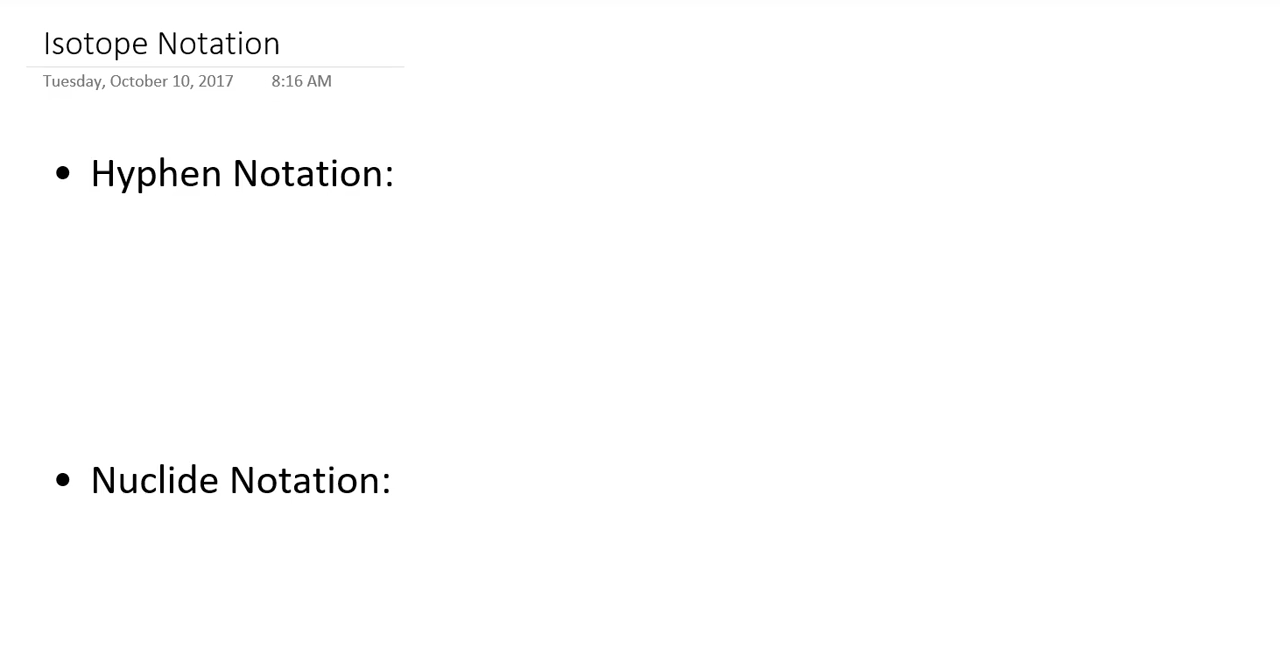 Isotope Notation
Tuesday, October 10, 2017 8:16 AM
• Hyphen Notation:
• Nuclide Notation: